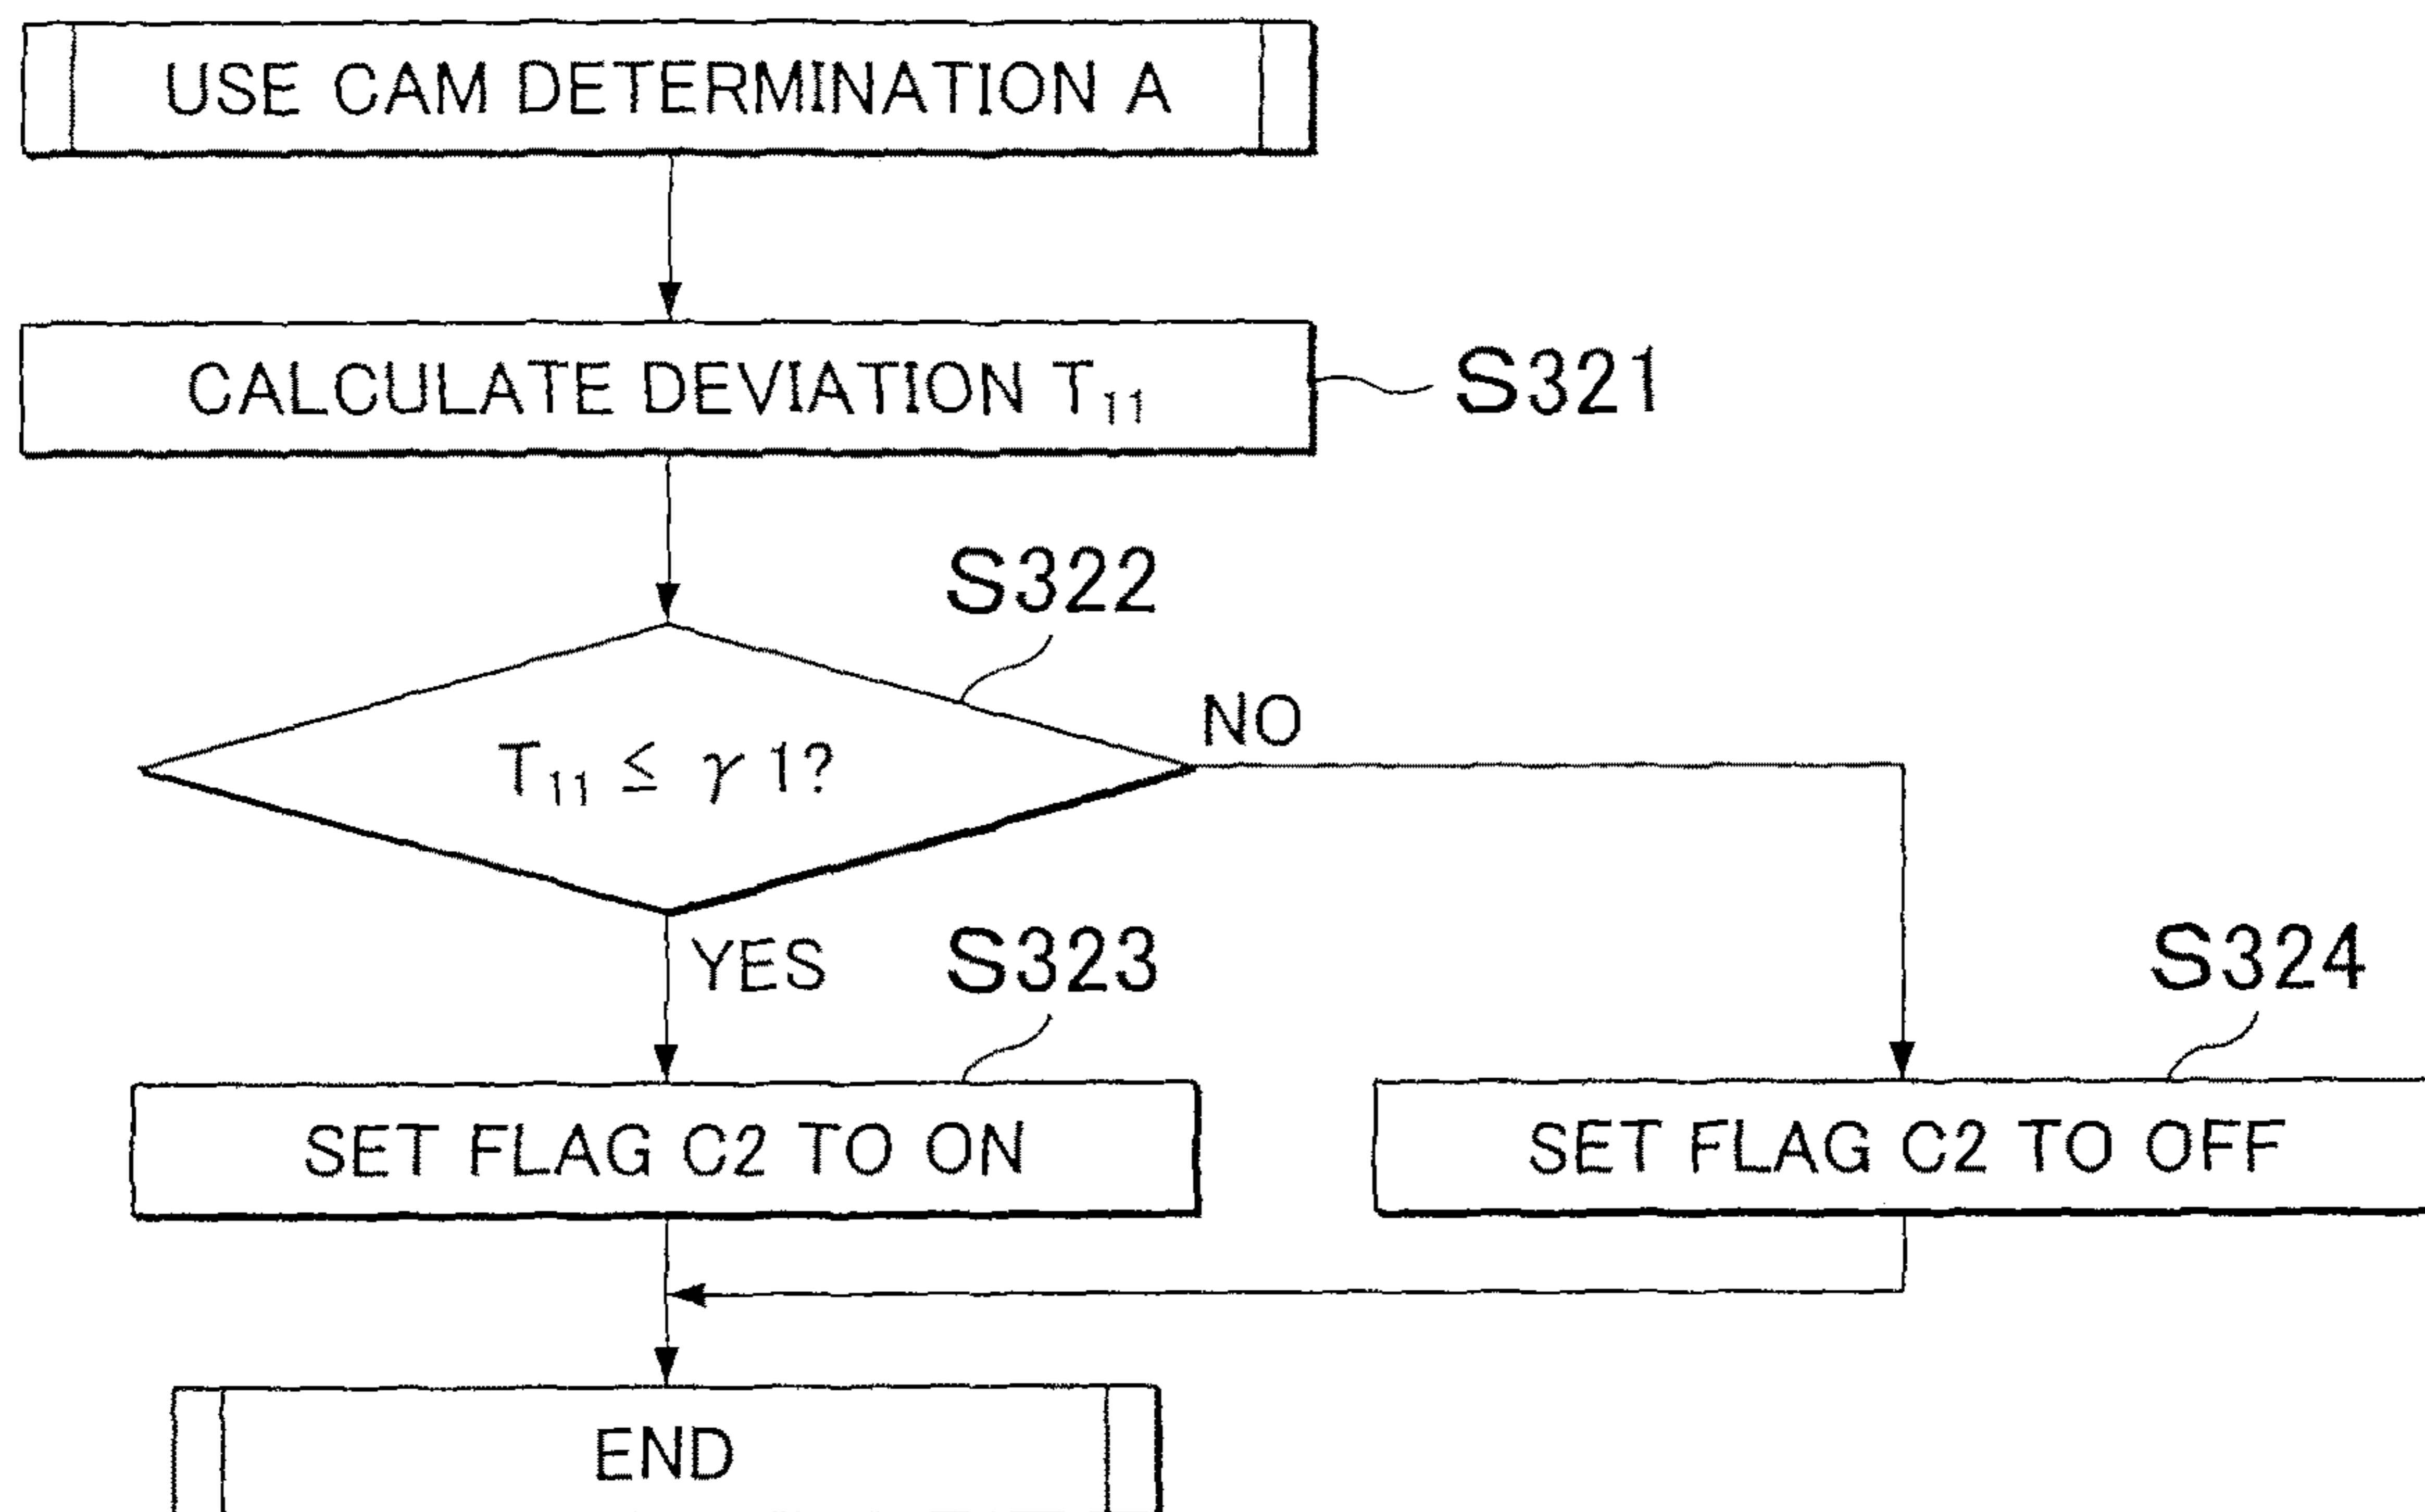 USE CAM DETERMINATION A
CALCULATE DEVIATION T₁₁
S321
S322
T₁₁ ≤ γ 1?
NO
YES
S323
S324
SET FLAG C2 TO ON
SET FLAG C2 TO OFF
END